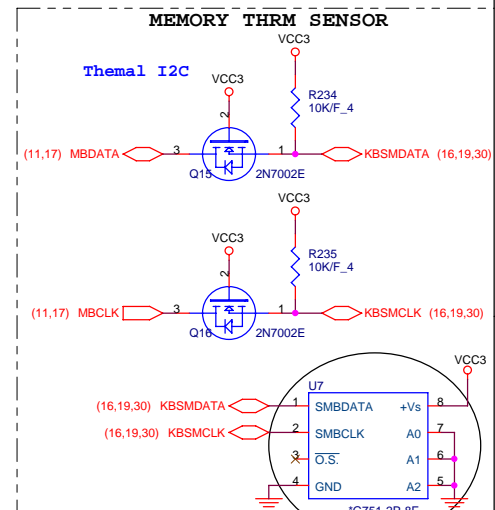 MEMORY THRM SENSOR
Themal I2C
VCC3
VCC3
R234
10K/F_4
2
(11,17) MBDATA 3 1 KBSMDATA (16,19,30)
Q15 2N7002E
VCC3
VCC3
R235
10K/F_4
2
(11,17) MBCLK 3 1 KBSMCLK (16,19,30)
Q16 2N7002E
VCC3
U7
(16,19,30) KBSMDATA 1 SMBDATA +Vs 8
(16,19,30) KBSMCLK 2 SMBCLK A0 7
3 O.S. A1 6
4 GND A2 5